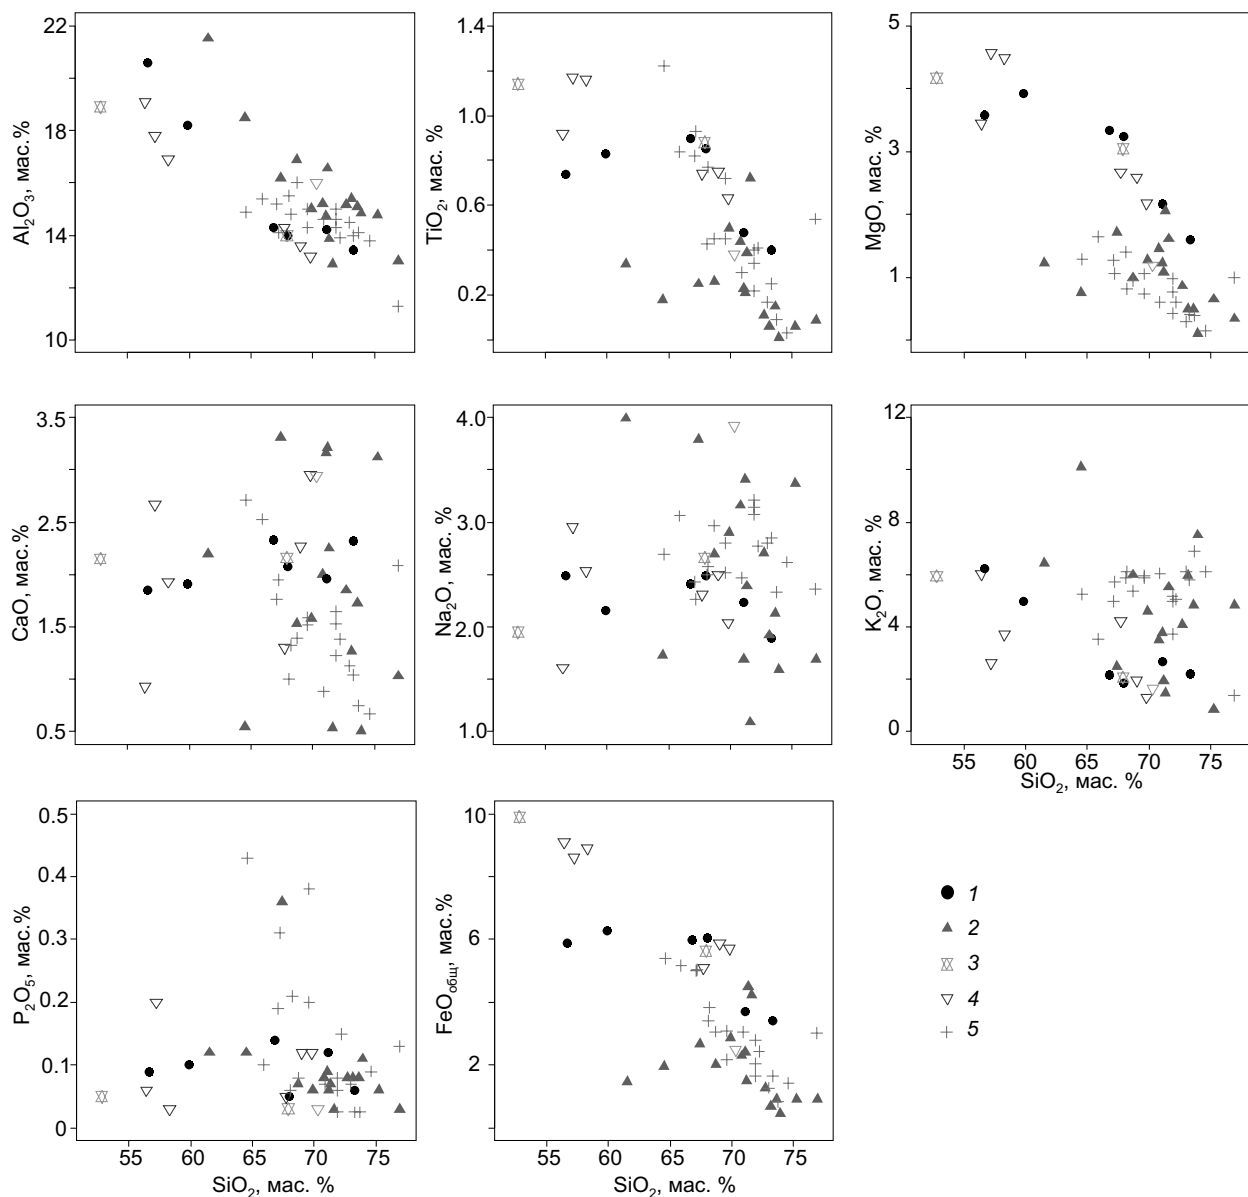 22
18
14
10
Al2O3, мас.%
1.4
1.0
0.6
0.2
TiO2, мас. %
5
3
1
MgO, мас. %
3.5
2.5
1.5
0.5
CaO, мас.%
4.0
3.0
2.0
1.0
Na2O, мас. %
12
8
4
0
K2O, мас. %
55 60 65 70 75
SiO2, мас. %
0.5
0.4
0.3
0.2
0.1
0
P2O5, мас.%
55 60 65 70 75
SiO2, мас. %
10
6
2
FeOобщ, мас.%
55 60 65 70 75
SiO2, мас. %
1
2
3
4
5